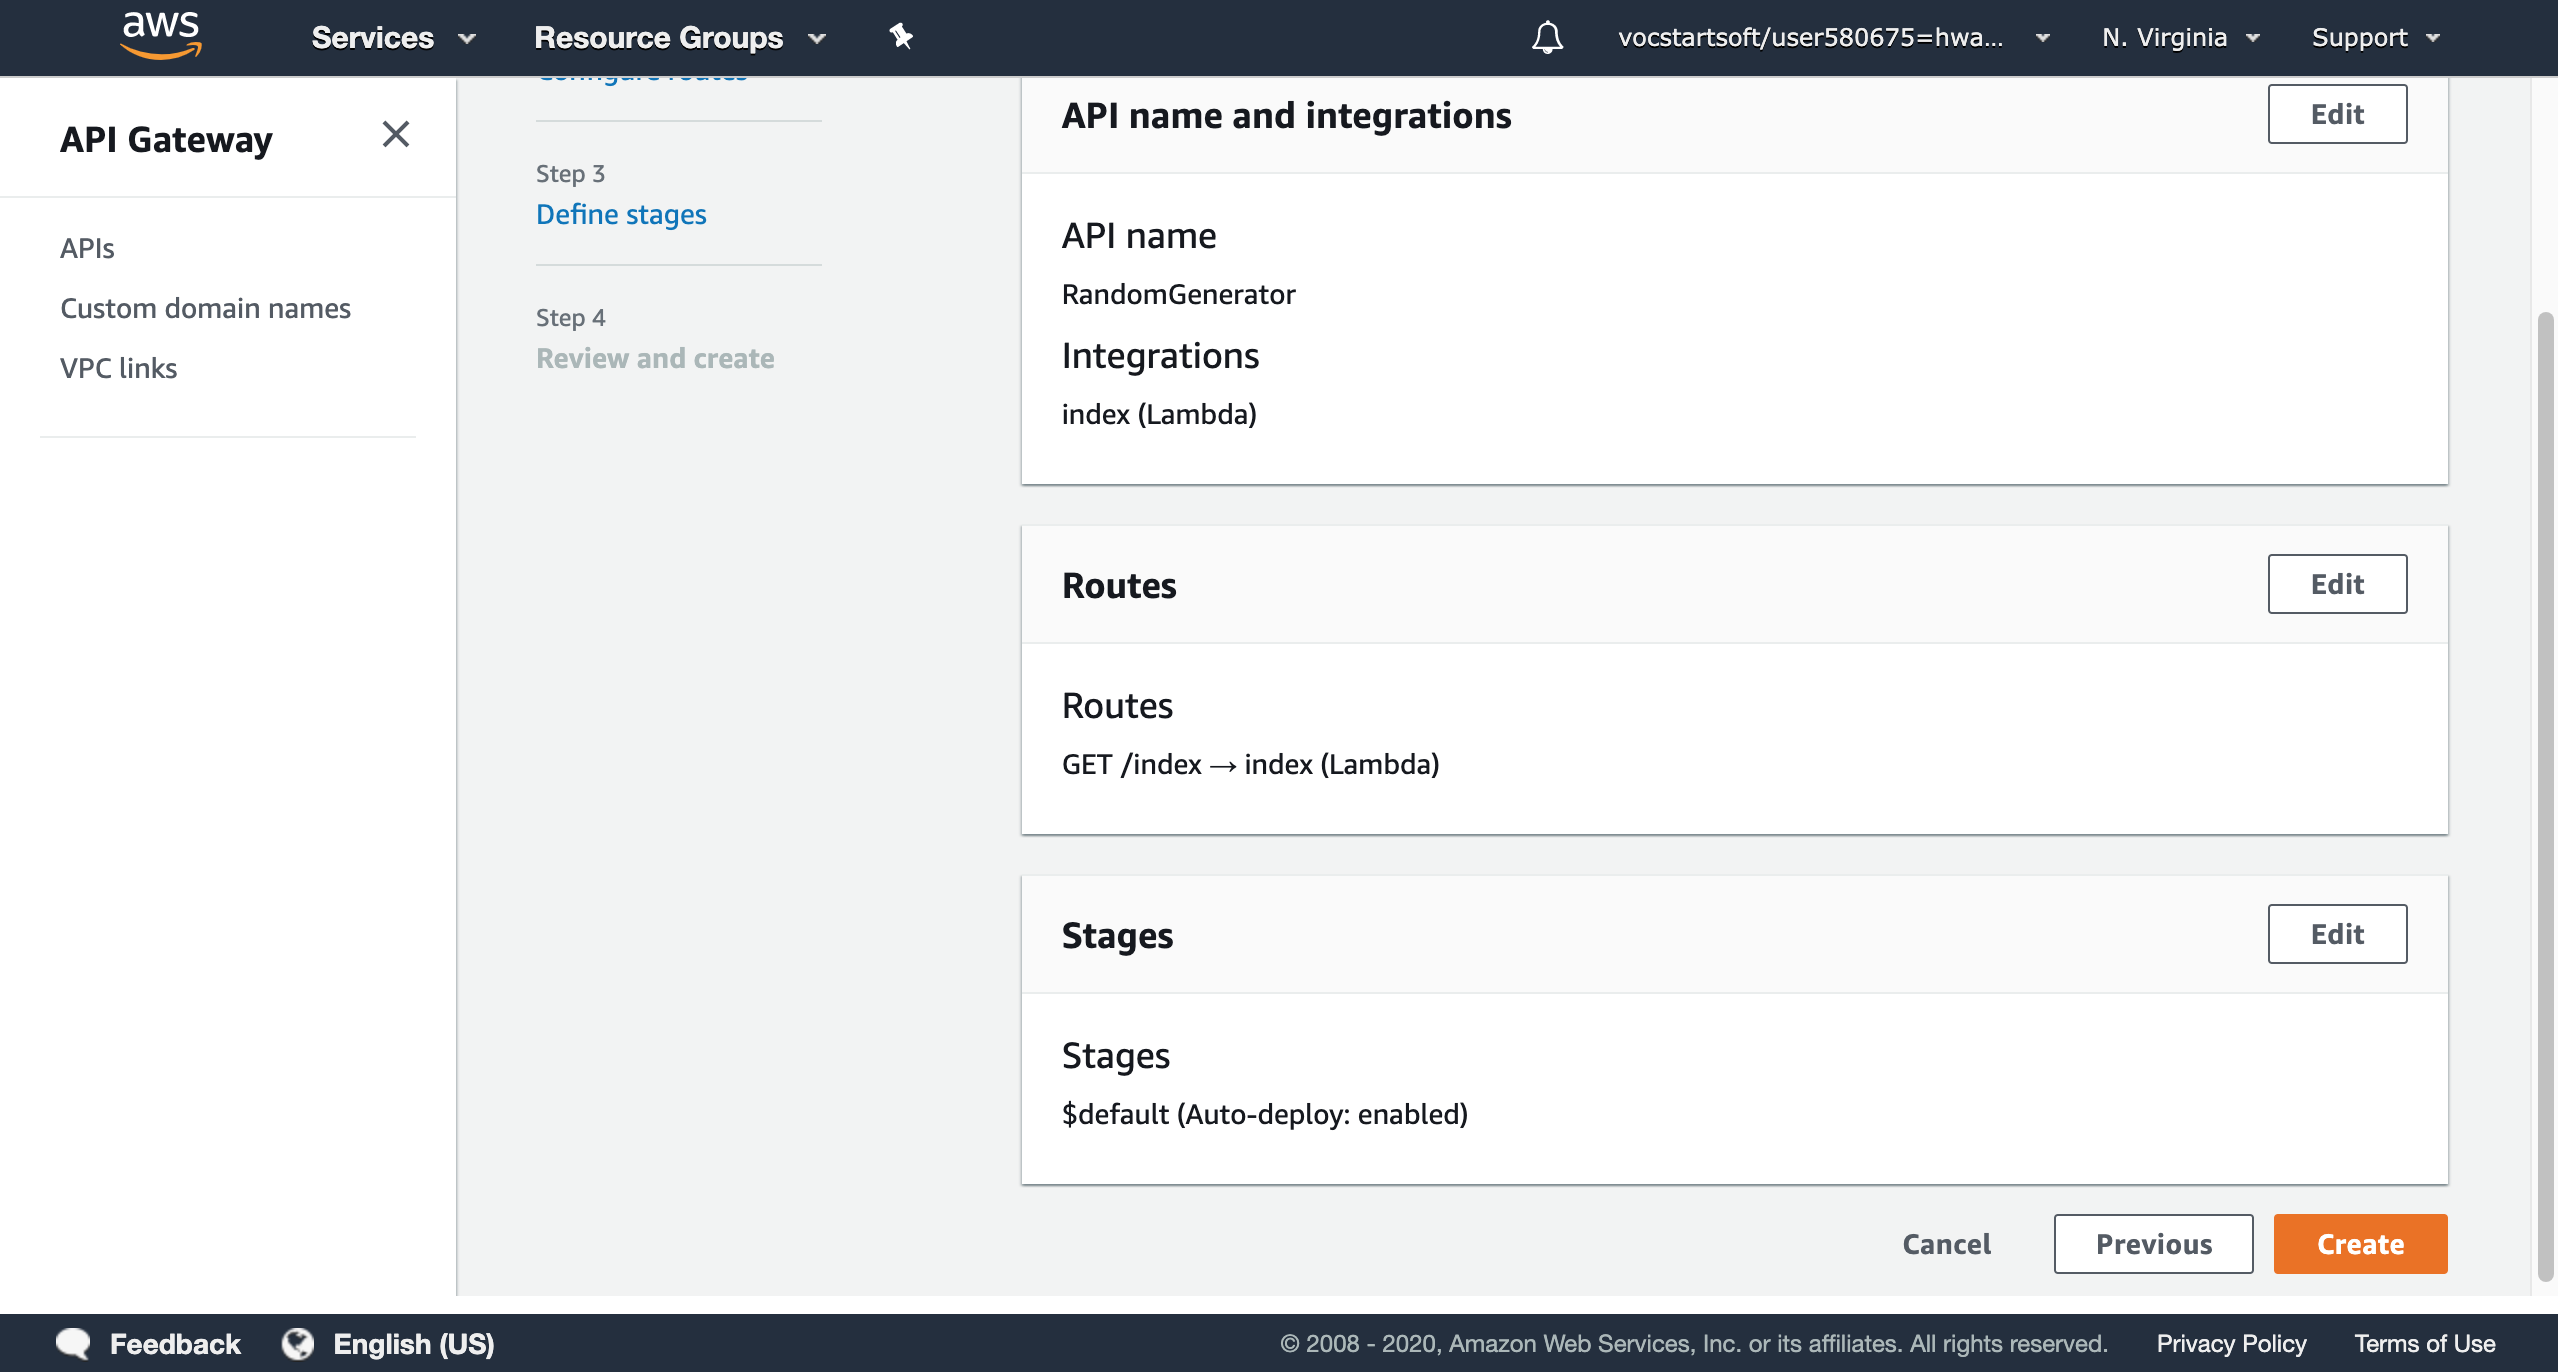 aws
Services
Resource Groups
vocstartsoft/user580675=hwa...
N. Virginia
Support
API Gateway
APIs
Custom domain names
VPC links
Configure routes
Step 3
Define stages
Step 4
Review and create
API name and integrations
Edit
API name
RandomGenerator
Integrations
index (Lambda)
Routes
Edit
Routes
GET /index → index (Lambda)
Stages
Edit
Stages
$default (Auto-deploy: enabled)
Cancel
Previous
Create
Feedback
English (US)
© 2008 - 2020, Amazon Web Services, Inc. or its affiliates. All rights reserved.
Privacy Policy
Terms of Use